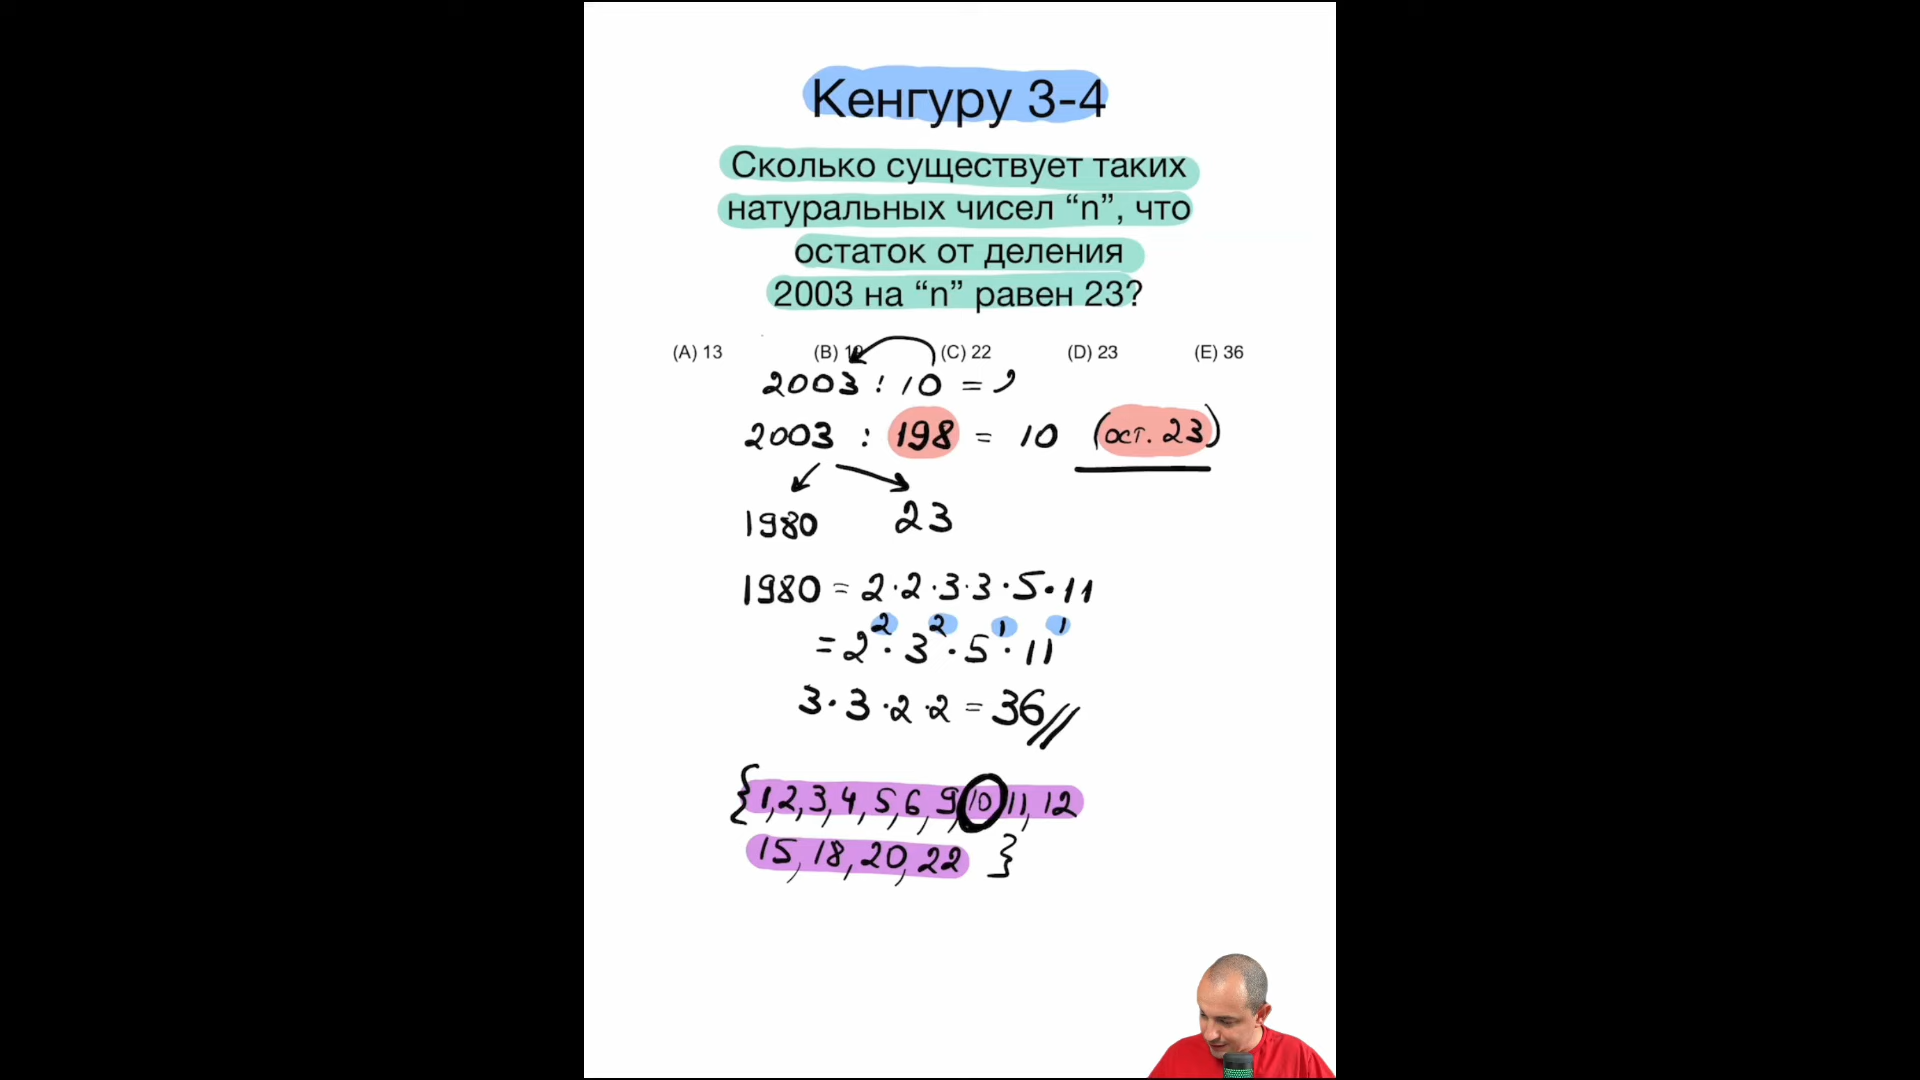 Кенгуру 3-4
Сколько существует таких
натуральных чисел “n”, что
остаток от деления
2003 на “n” равен 23?
(A) 13 (B) (C) 22 (D) 23 (E) 36
2003 : 10 =
2003 : 198 = 10 (ост. 23)
1980 23
1980 = 2·2·3·3·5·11
= 2² · 3² · 5¹ · 11¹
3·3·2·2 = 36//
{1,2,3,4,5,6,9,10,11,12
15,18,20,22 }